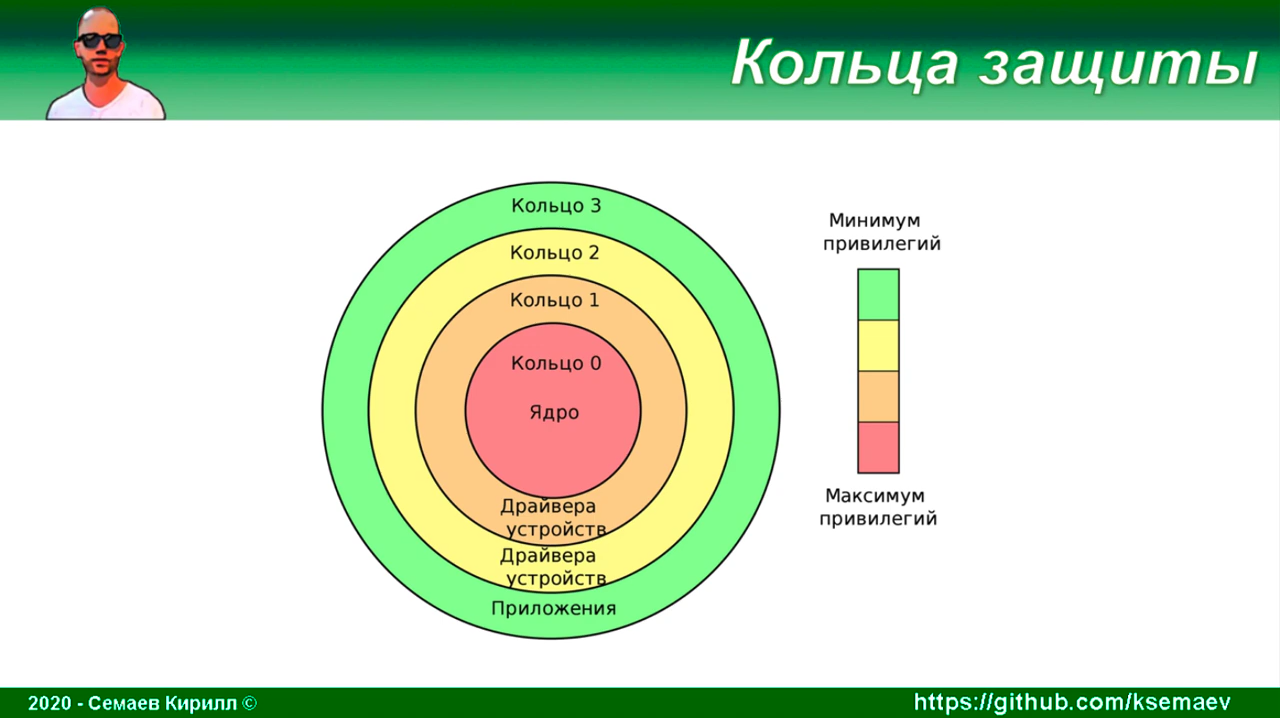 Кольца защиты
Кольцо 3
Кольцо 2
Кольцо 1
Кольцо 0
Ядро
Драйвера
устройств
Драйвера
устройств
Приложения
Минимум
привилегий
Максимум
привилегий
2020 - Семаев Кирилл ©
https://github.com/ksemaev